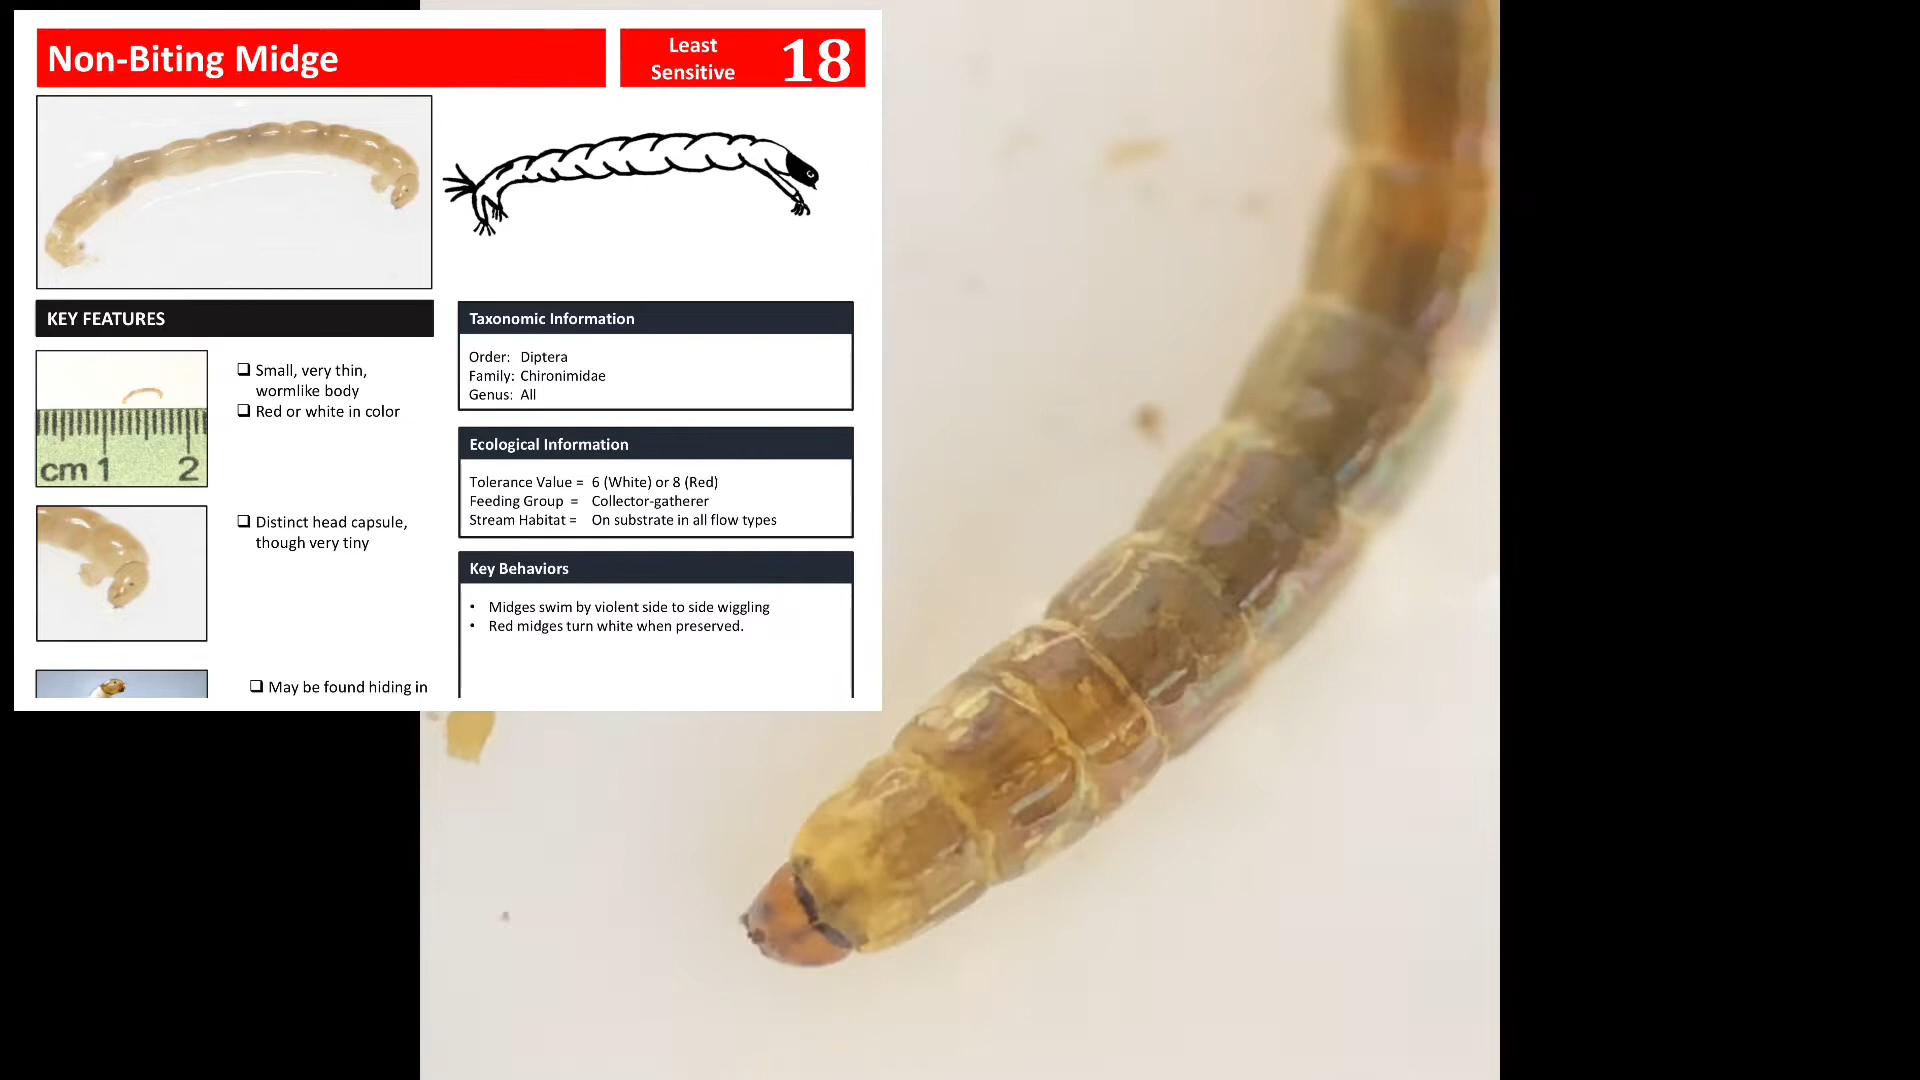 Non-Biting Midge
Least
Sensitive
18
KEY FEATURES
cm 1 2
❑ Small, very thin,
wormlike body
❑ Red or white in color
❑ Distinct head capsule,
though very tiny
❑ May be found hiding in
Taxonomic Information
Order: Diptera
Family: Chironimidae
Genus: All
Ecological Information
Tolerance Value = 6 (White) or 8 (Red)
Feeding Group = Collector-gatherer
Stream Habitat = On substrate in all flow types
Key Behaviors
• Midges swim by violent side to side wiggling
• Red midges turn white when preserved.